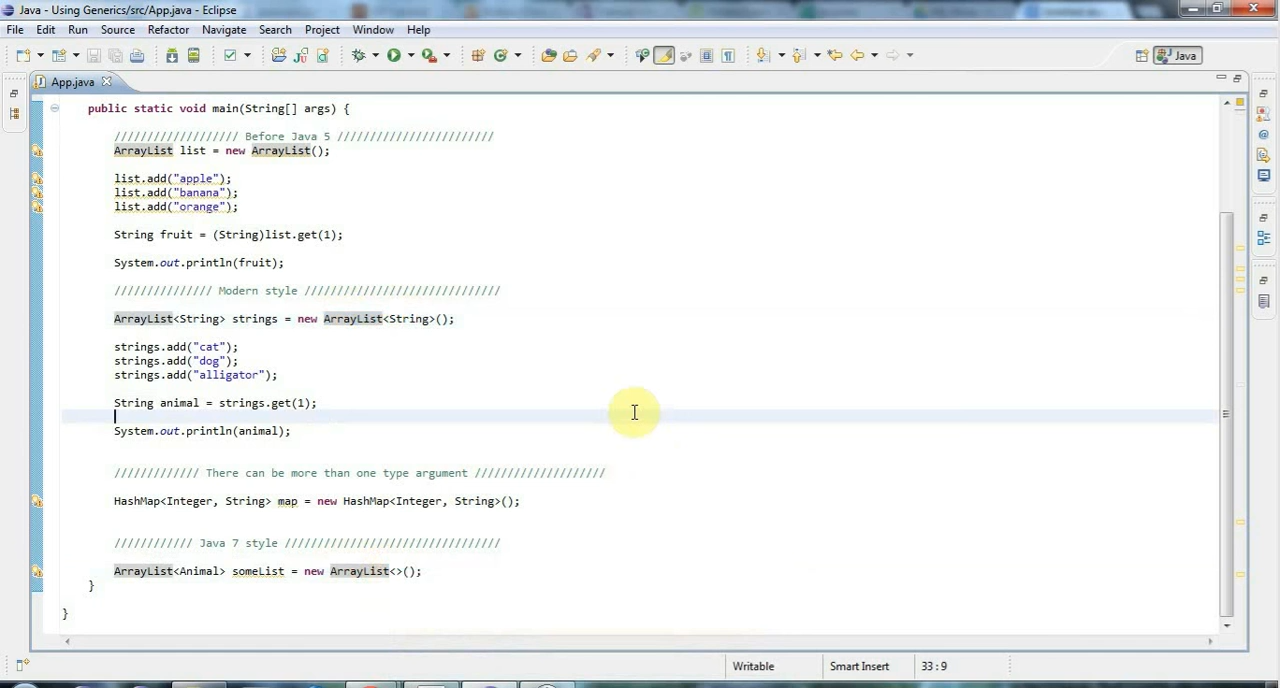 Java - Using Generics/src/App.java - Eclipse
File Edit Run Source Refactor Navigate Search Project Window Help
Java
App.java
public static void main(String[] args) {
/////////////////// Before Java 5 ////////////////////////
ArrayList list = new ArrayList();
list.add("apple");
list.add("banana");
list.add("orange");
String fruit = (String)list.get(1);
System.out.println(fruit);
/////////////// Modern style //////////////////////////////
ArrayList<String> strings = new ArrayList<String>();
strings.add("cat");
strings.add("dog");
strings.add("alligator");
String animal = strings.get(1);
System.out.println(animal);
///////////// There can be more than one type argument ////////////////////
HashMap<Integer, String> map = new HashMap<Integer, String>();
//////////// Java 7 style /////////////////////////////////
ArrayList<Animal> someList = new ArrayList<>();
}
}
Writable Smart Insert 33 : 9